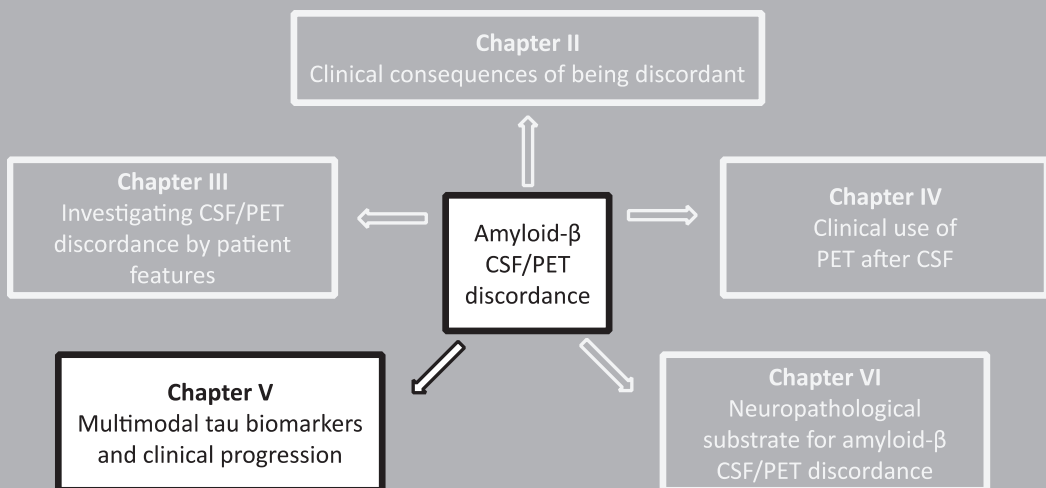 Chapter II
Clinical consequences of being discordant
Chapter III
Investigating CSF/PET
discordance by patient
features
Amyloid-β
CSF/PET
discordance
Chapter IV
Clinical use of
PET after CSF
Chapter V
Multimodal tau biomarkers
and clinical progression
Chapter VI
Neuropathological
substrate for amyloid-β
CSF/PET discordance